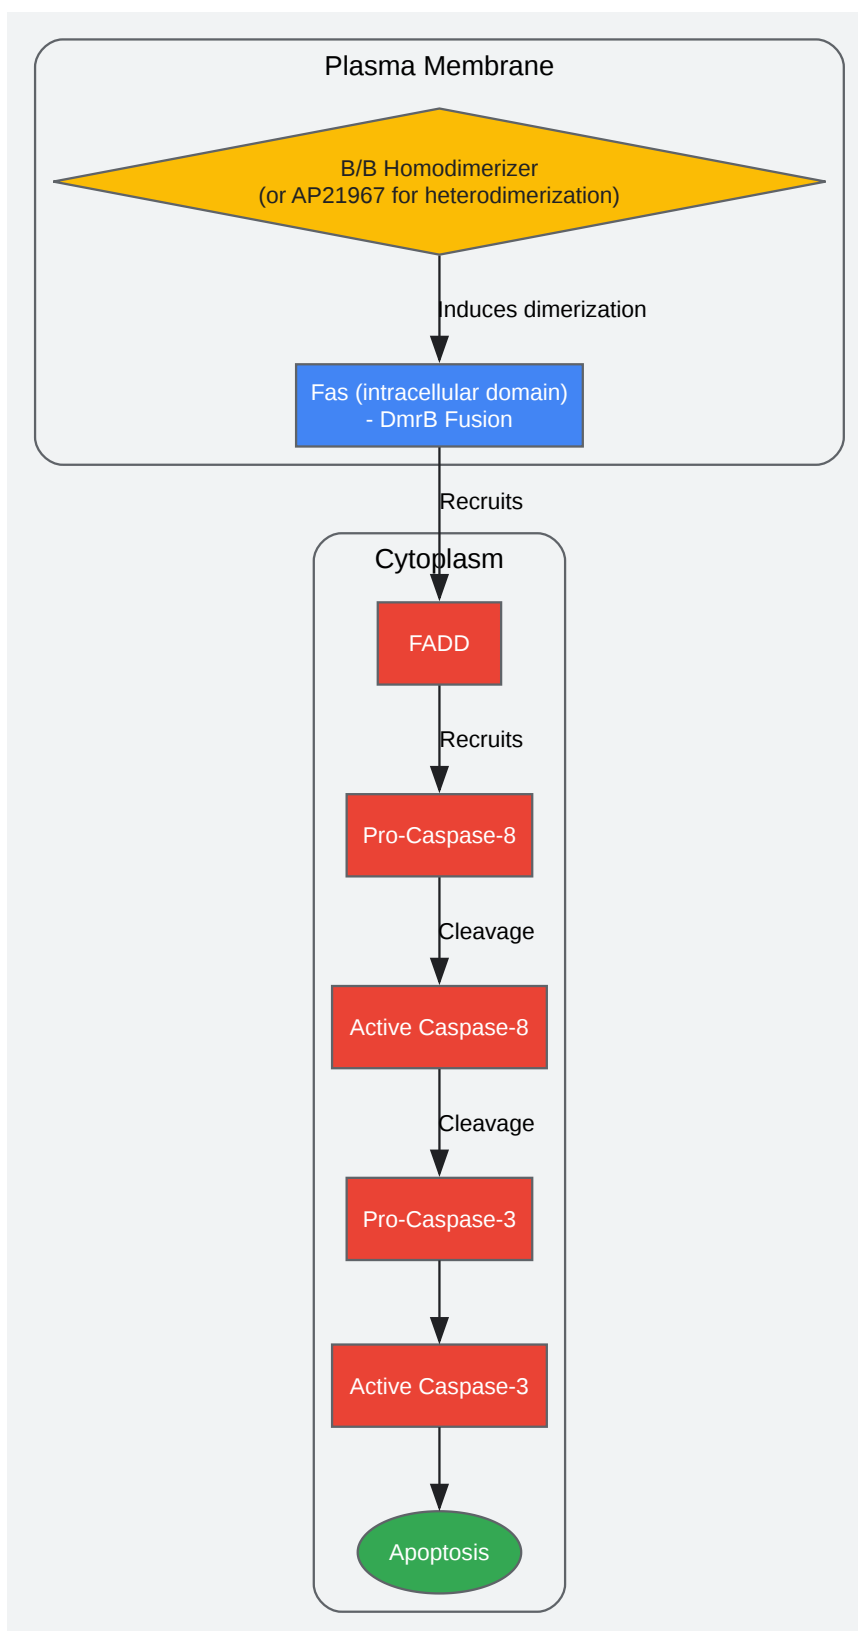 Plasma Membrane
B/B Homodimerizer
(or AP21967 for heterodimerization)
Induces dimerization
Fas (intracellular domain)
- DmrB Fusion
Recruits
Cytoplasm
FADD
Recruits
Pro-Caspase-8
Cleavage
Active Caspase-8
Cleavage
Pro-Caspase-3
Active Caspase-3
Apoptosis